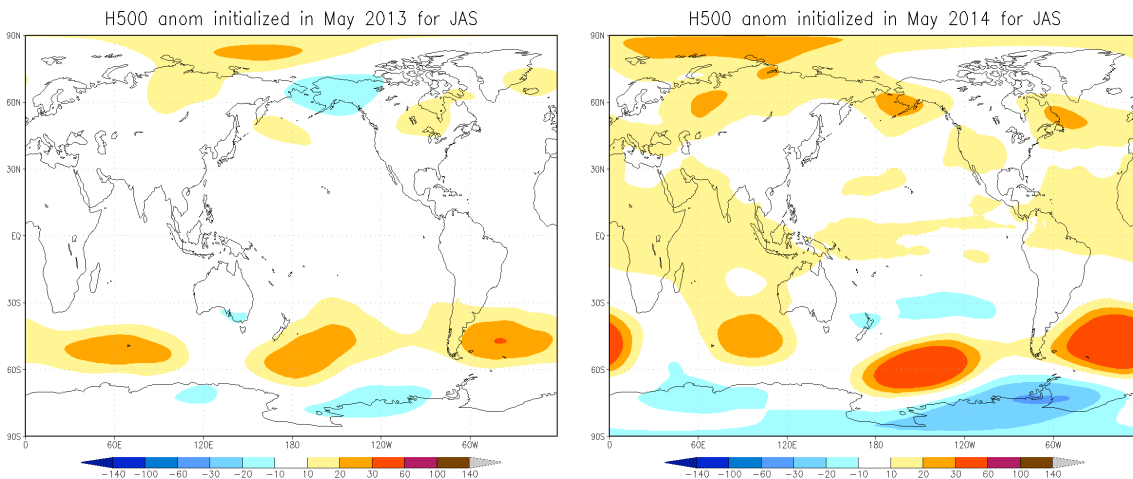 H500 anom initialized in May 2013 for JAS
90N
60N
30N
EQ
30S
60S
90S
0 60E 120E 180 120W 60W
−140 −100 −60 −30 −20 −10 10 20 30 60 100 140
H500 anom initialized in May 2014 for JAS
90N
60N
30N
EQ
30S
60S
90S
0 60E 120E 180 120W 60W
−140 −100 −60 −30 −20 −10 10 20 30 60 100 140